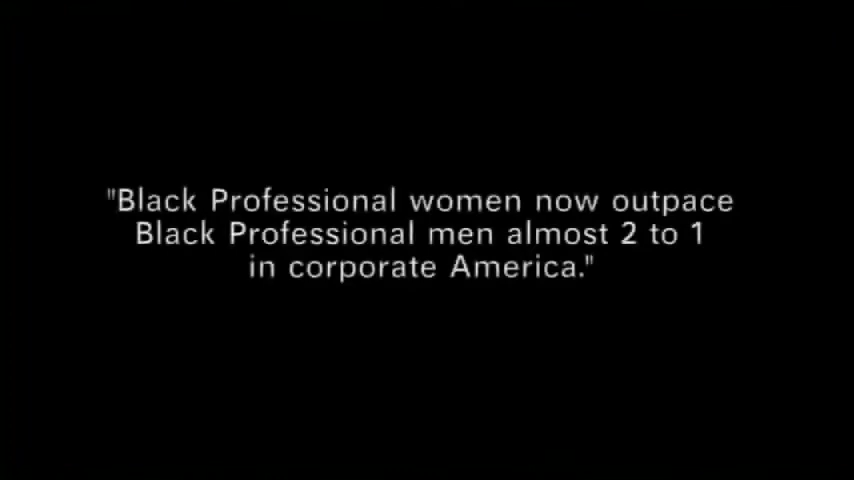 "Black Professional women now outpace
Black Professional men almost 2 to 1
in corporate America."